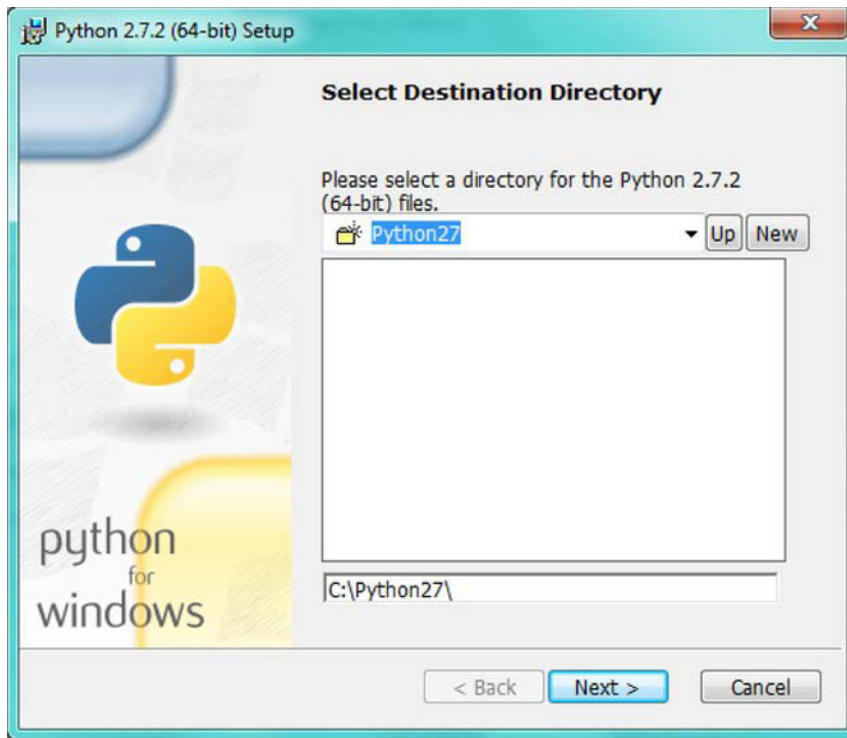 Python 2.7.2 (64-bit) Setup
Select Destination Directory
Please select a directory for the Python 2.7.2
(64-bit) files.
Python27
Up
New
C:\Python27\
python
for
windows
< Back
Next >
Cancel